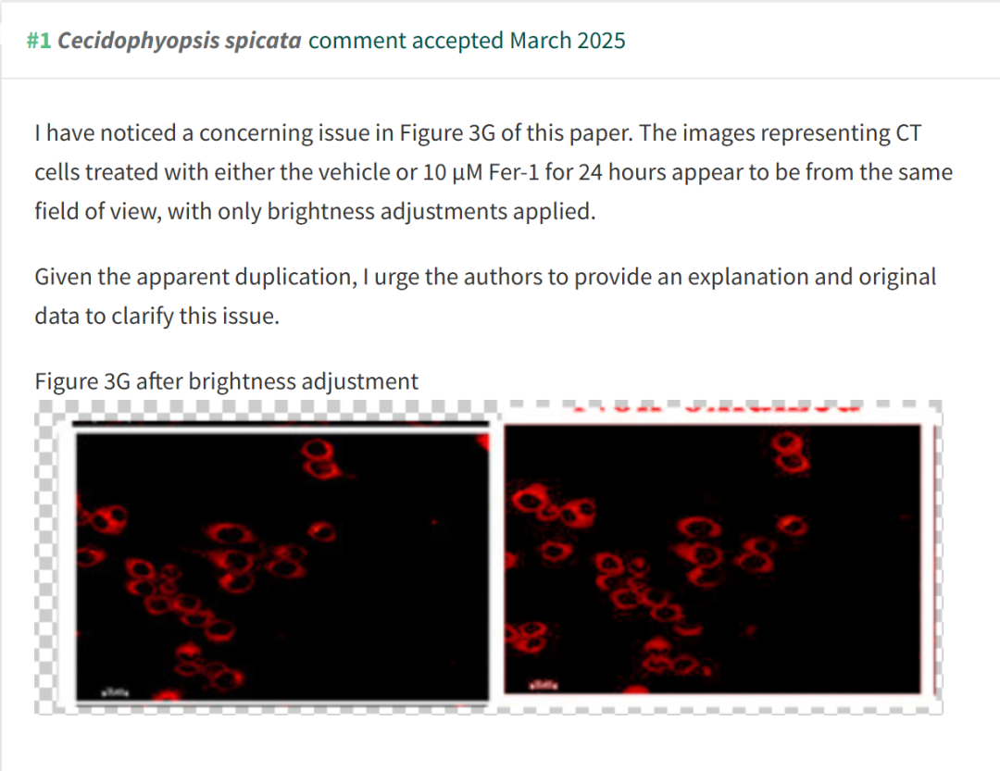 #1 Cecidophyopsis spicata comment accepted March 2025
I have noticed a concerning issue in Figure 3G of this paper. The images representing CT
cells treated with either the vehicle or 10 μM Fer-1 for 24 hours appear to be from the same
field of view, with only brightness adjustments applied.
Given the apparent duplication, I urge the authors to provide an explanation and original
data to clarify this issue.
Figure 3G after brightness adjustment